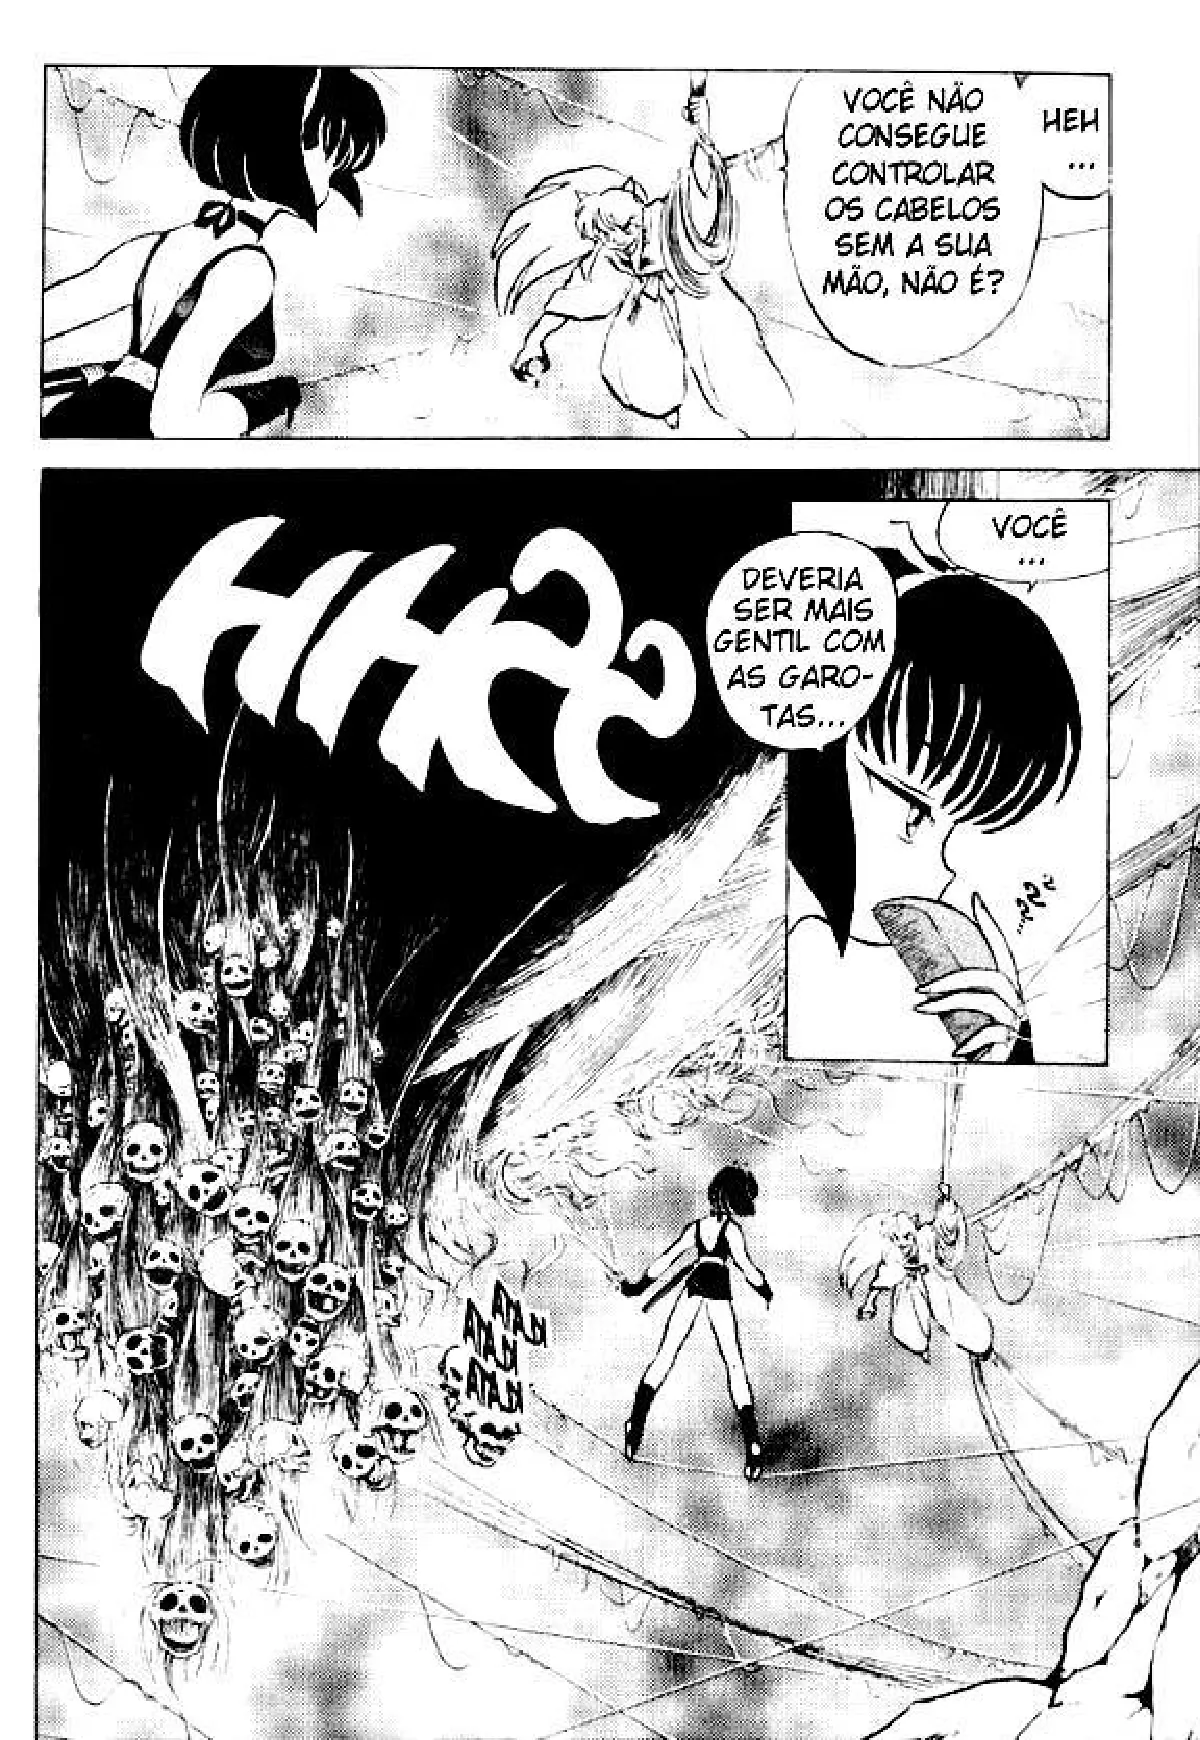 HEH
...
VOCÊ NÃO
CONSEGUE
CONTROLAR
OS CABELOS
SEM A SUA
MÃO, NÃO É?
VOCÊ
...
DEVERIA
SER MAIS
GENTIL COM
AS GARO-
TAS...